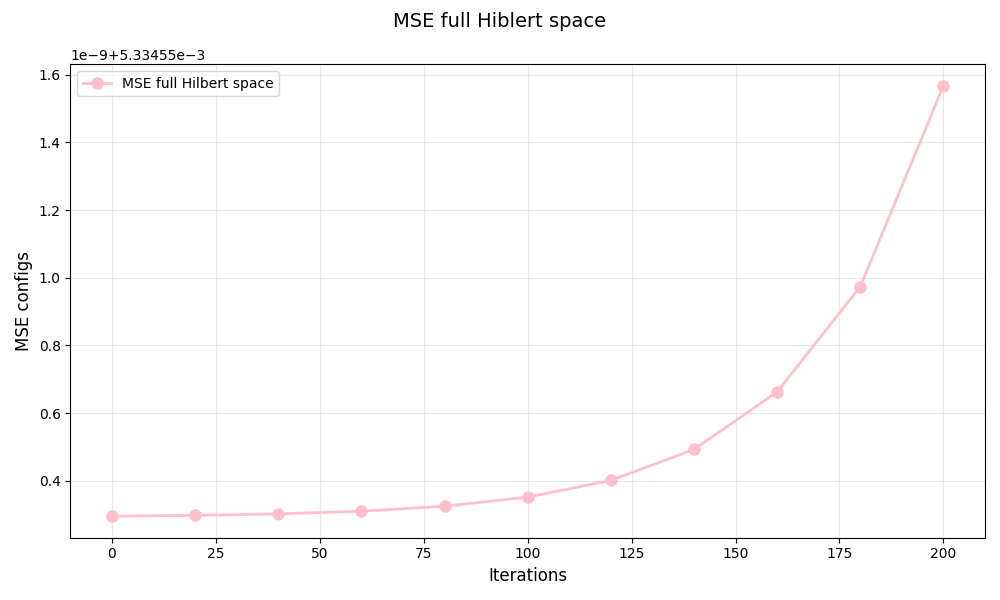 MSE full Hiblert space
1e−9+5.33455e−3
MSE full Hilbert space
MSE configs
1.6
1.4
1.2
1.0
0.8
0.6
0.4
0 25 50 75 100 125 150 175 200
Iterations